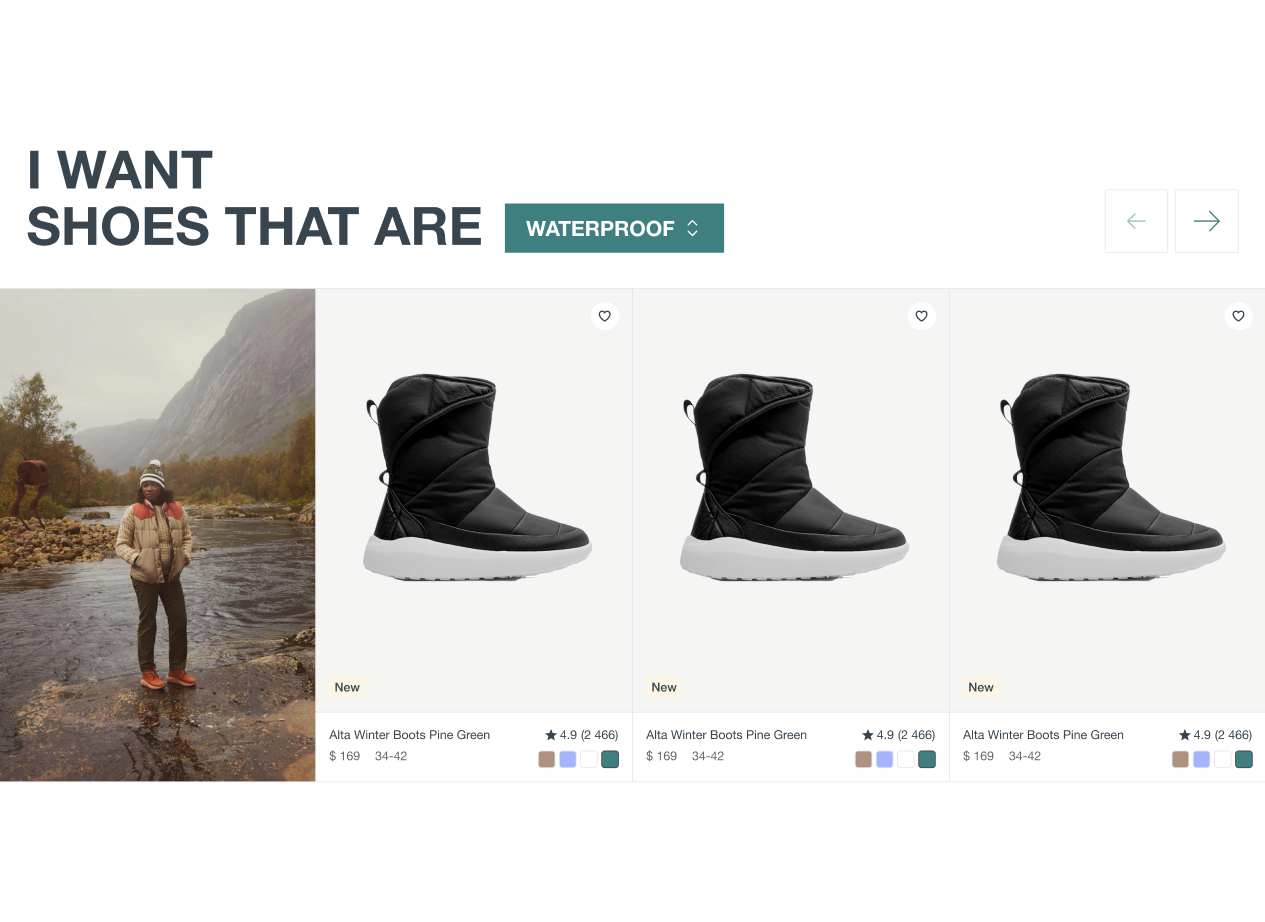 I WANT
SHOES THAT ARE WATERPROOF
New
New
New
Alta Winter Boots Pine Green ★ 4.9 (2 466)
$ 169 34-42
Alta Winter Boots Pine Green ★ 4.9 (2 466)
$ 169 34-42
Alta Winter Boots Pine Green ★ 4.9 (2 466)
$ 169 34-42